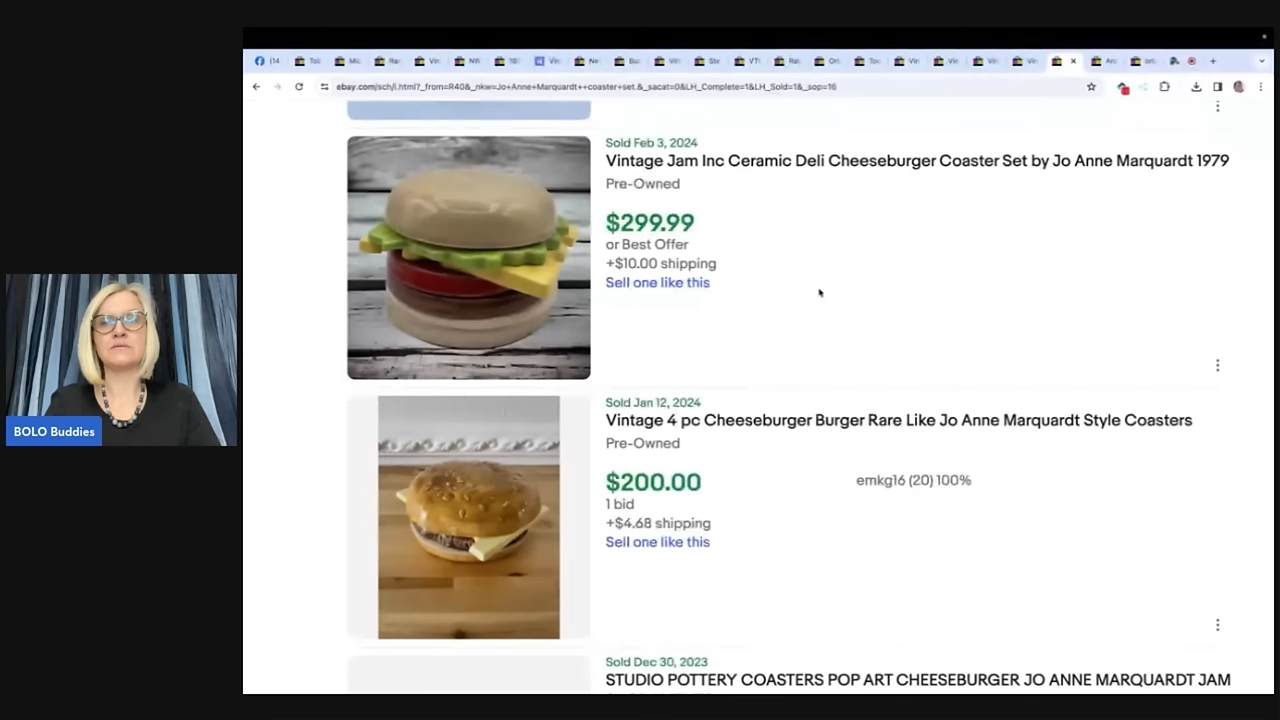 ebay.com/sch/i.html?_from=R40&_nkw=Jo+Anne+Marquardt++coaster+set.&_sacat=0&LH_Complete=1&LH_Sold=1&_sop=16
Sold Feb 3, 2024
Vintage Jam Inc Ceramic Deli Cheeseburger Coaster Set by Jo Anne Marquardt 1979
Pre-Owned
$299.99
or Best Offer
+$10.00 shipping
Sell one like this
BOLO Buddies
Sold Jan 12, 2024
Vintage 4 pc Cheeseburger Burger Rare Like Jo Anne Marquardt Style Coasters
Pre-Owned
$200.00
emkg16 (20) 100%
1 bid
+$4.68 shipping
Sell one like this
Sold Dec 30, 2023
STUDIO POTTERY COASTERS POP ART CHEESEBURGER JO ANNE MARQUARDT JAM